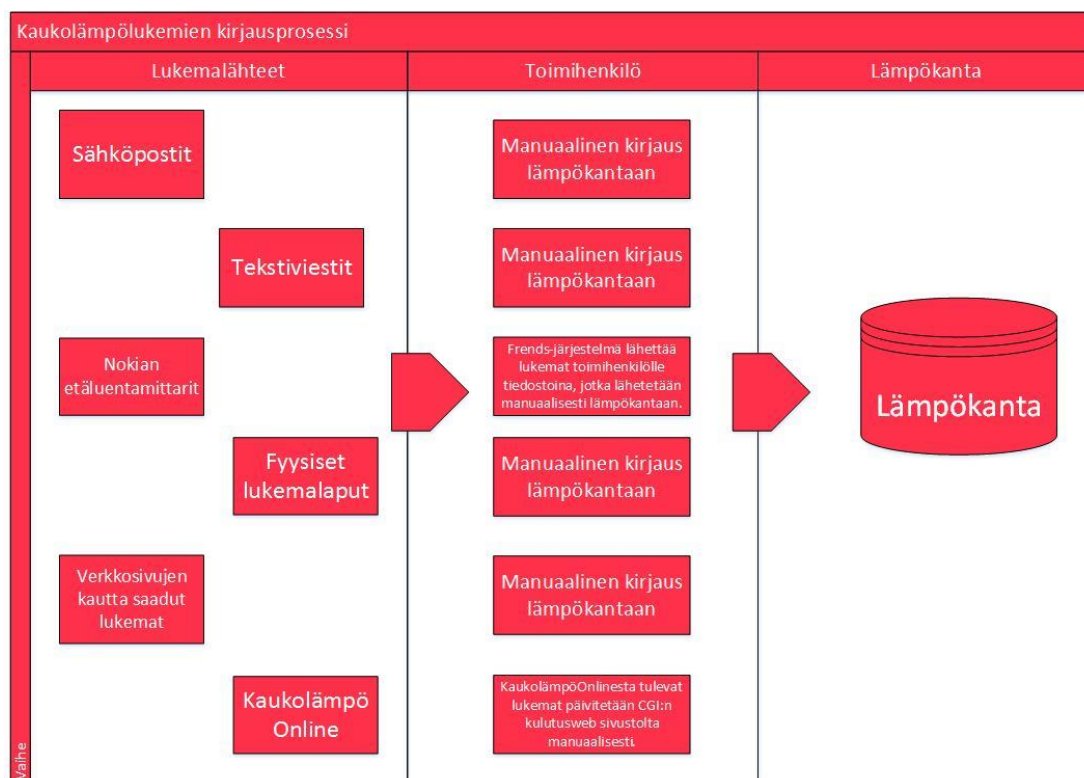 Kaukolämpölukemien kirjausprosessi
Lukemalähteet
Toimihenkilö
Lämpökanta
Sähköpostit
Manuaalinen kirjaus
lämpökantaan
Tekstiviestit
Manuaalinen kirjaus
lämpökantaan
Nokian
etäluentamittarit
Frends-järjestelmä lähettää
lukemat toimihenkilölle
tiedostoina, jotka lähetetään
manuaalisesti lämpökantaan.
Lämpökanta
Fyysiset
lukemalaput
Manuaalinen kirjaus
lämpökantaan
Verkkosivujen
kautta saadut
lukemat
Manuaalinen kirjaus
lämpökantaan
Kaukolämpö
Online
KaukolämpöOnlinesta tulevat
lukemat päivitetään CGI:n
kulutusweb sivustolta
manuaalisesti.
Vaihe